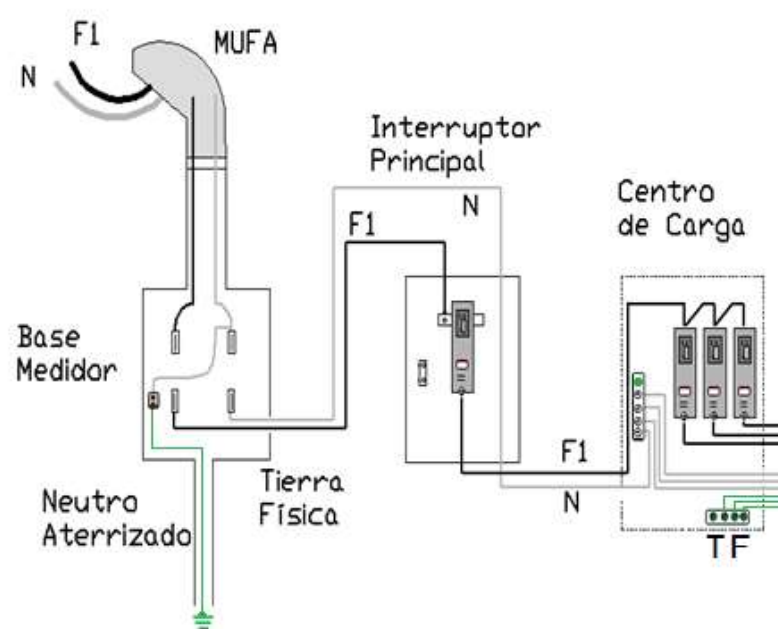 F1
MUFA
N
Interruptor
Principal
N
F1
Centro
de Carga
Base
Medidor
F1
N
Tierra
Física
Neutro
Aterrizado
TF